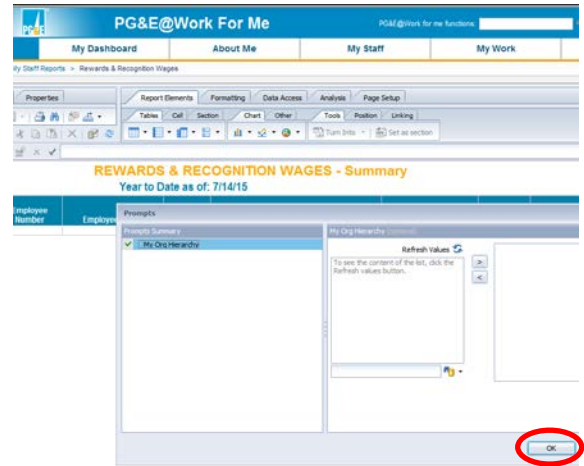 PG&E
PG&E@Work For Me
PG&E@Work for me functions
My Dashboard About Me My Staff My Work
My Staff Reports > Rewards & Recognition Wages
Properties Report Elements Formatting Data Access Analysis Page Setup
Tables Cell Section Chart Other Tools Position Linking
Turn Into Set as section
REWARDS & RECOGNITION WAGES - Summary
Year to Date as of: 7/14/15
Employee
Number Employee
Prompts
Prompts Summary My Org Hierarchy (optional)
My Org Hierarchy Refresh Values
To see the content of the list, click the
Refresh values button.
>
<
OK